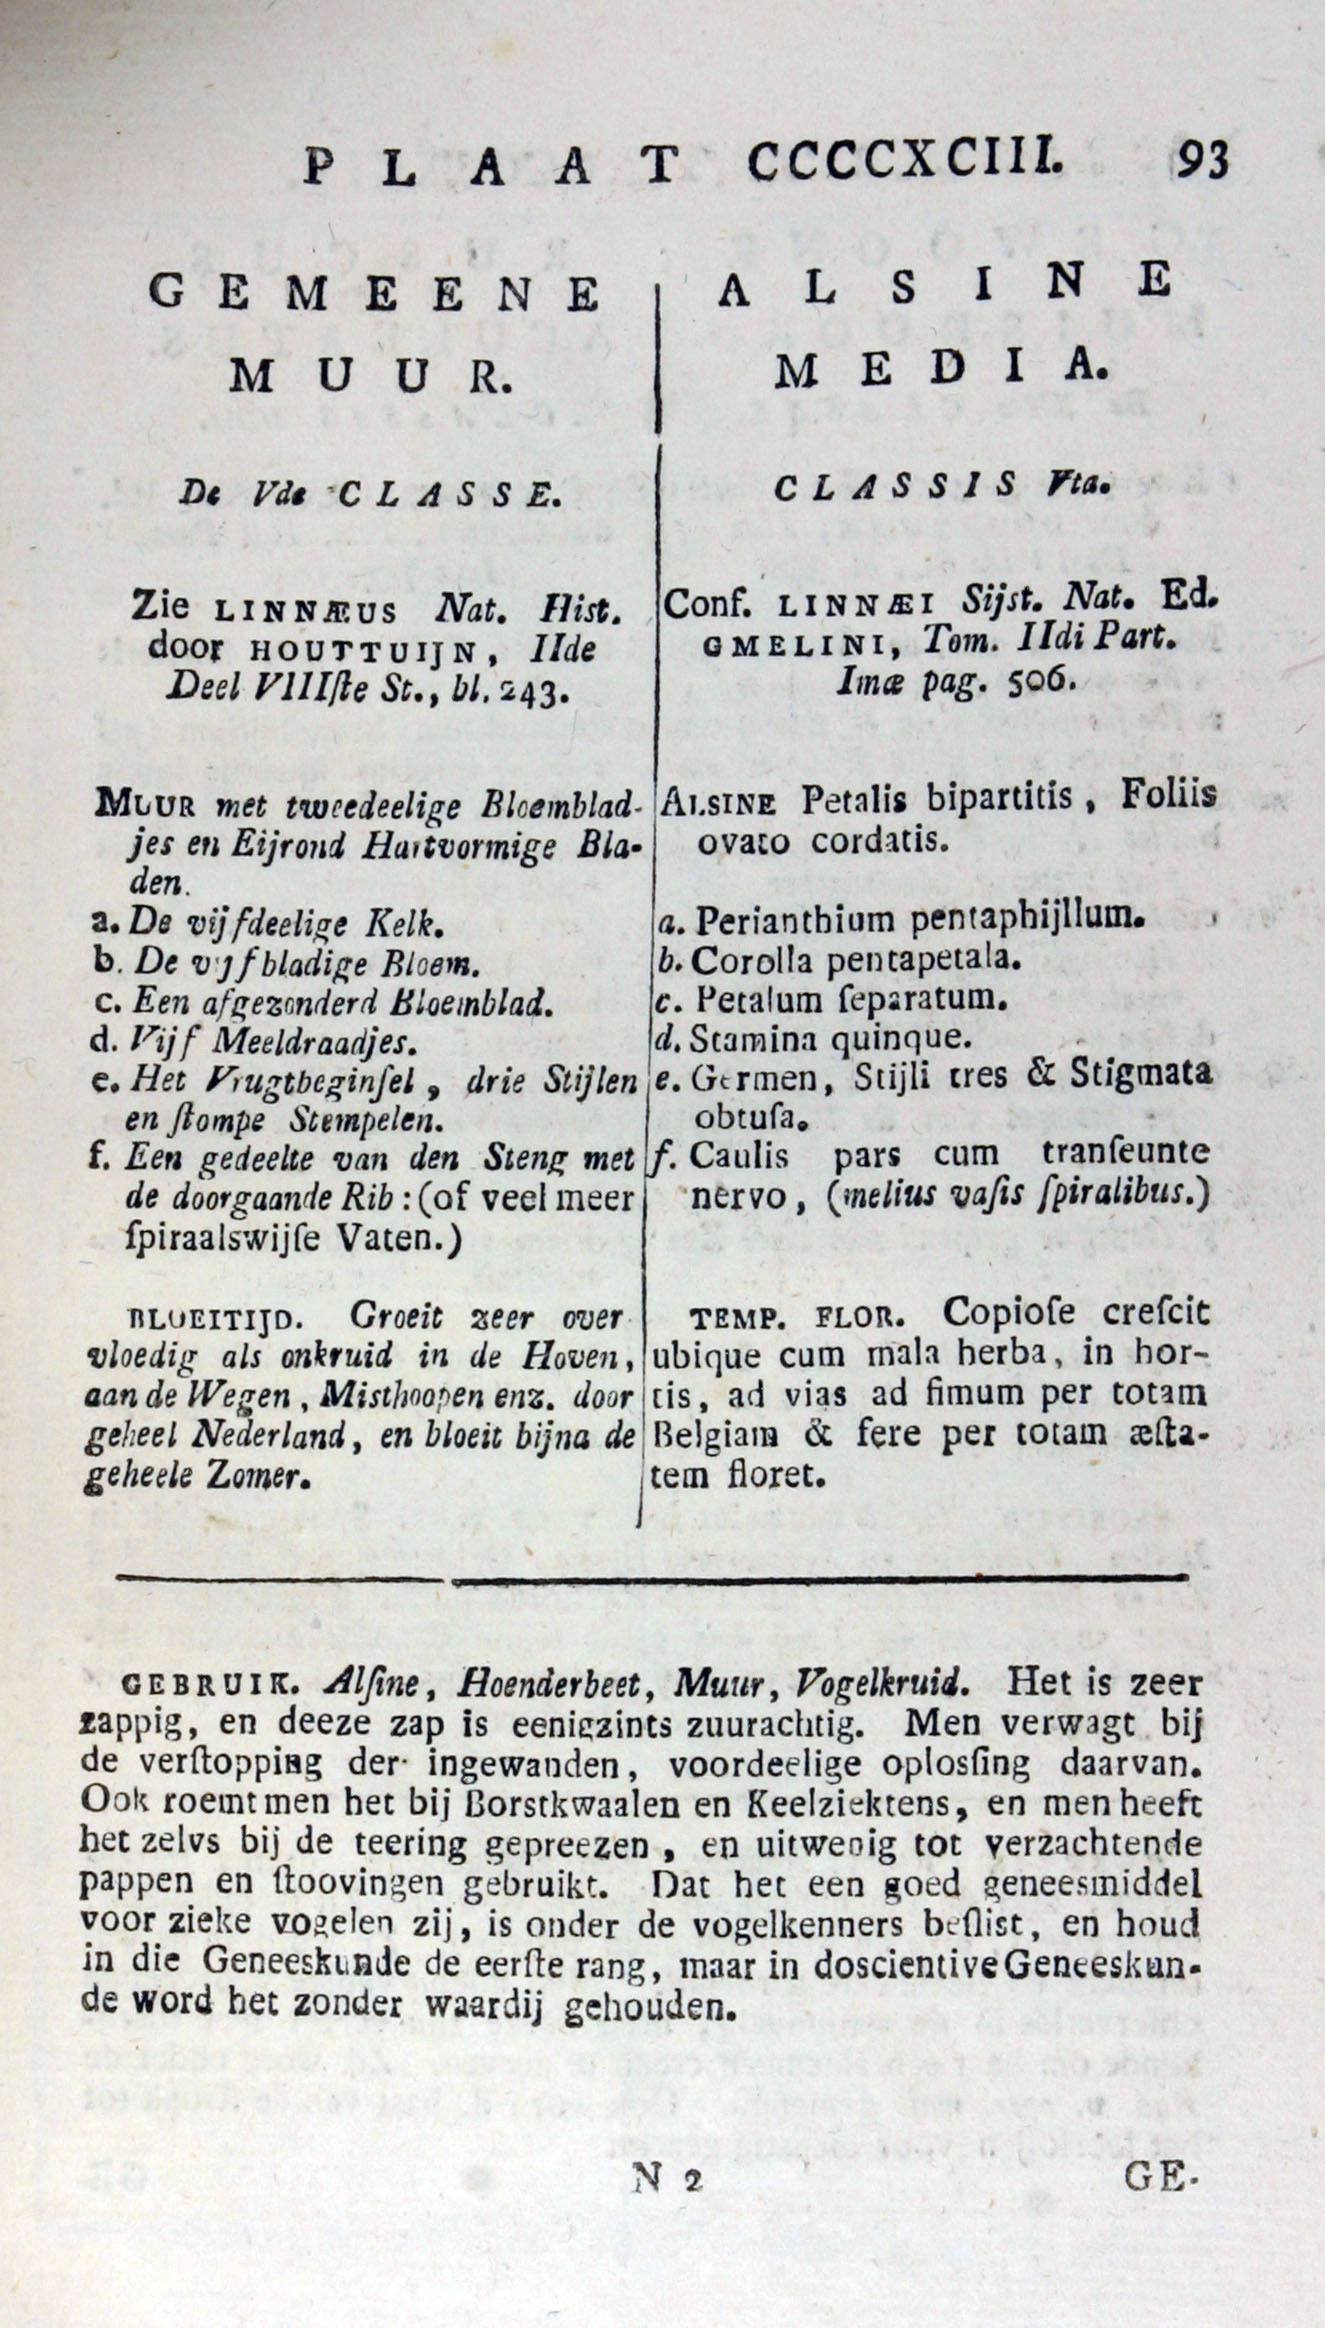 PLAAT CCCCXCIII. 93
GEMEENE
MUUR.
De Vde CLASSE.
Zie LINNÆUS Nat. Hist.
door HOUTTUIJN, IIde
Deel VIIIſte St., bl. 243.
MUUR met tweedeelige Bloemblad-
jes en Eijrond Hartvormige Bla-
den.
a. De vijfdeelige Kelk.
b. De vijfbladige Bloem.
c. Een afgezonderd Bloemblad.
d. Vijf Meeldraadjes.
e. Het Vrugtbeginſel, drie Stijlen
en ſtompe Stempelen.
f. Een gedeelte van den Steng met
de doorgaande Rib: (of veel meer
ſpiraalswijſe Vaten.)
BLOEITIJD. Groeit zeer over
vloedig als onkruid in de Hoven,
aan de Wegen, Misthoopen enz. door
geheel Nederland, en bloeit bijna de
geheele Zomer.
ALSINE
MEDIA.
CLASSIS Vta.
Conf. LINNÆI Sijst. Nat. Ed.
GMELINI, Tom. IIdi Part.
Imæ pag. 506.
ALSINE Petalis bipartitis, Foliis
ovato cordatis.
a. Perianthium pentaphijllum.
b. Corolla pentapetala.
c. Petalum ſeparatum.
d. Stamina quinque.
e. Germen, Stijli tres & Stigmata
obtuſa.
f. Caulis pars cum tranſeunte
nervo, (melius vaſis ſpiralibus.)
TEMP. FLOR. Copioſe creſcit
ubique cum mala herba, in hor-
tis, ad vias ad fimum per totam
Belgiam & fere per totam æſta-
tem floret.
GEBRUIK. Alſine, Hoenderbeet, Muur, Vogelkruid. Het is zeer
zappig, en deeze zap is eenigzints zuurachtig. Men verwagt bij
de verſtopping der ingewanden, voordeelige oplosſing daarvan.
Ook roemt men het bij Borstkwaalen en Keelziektens, en men heeft
het zelvs bij de teering gepreezen, en uitwenig tot verzachtende
pappen en ſtoovingen gebruikt. Dat het een goed geneesmiddel
voor zieke vogelen zij, is onder de vogelkenners beſlist, en houd
in die Geneeskunde de eerſte rang, maar in doscientive Geneeskun-
de word het zonder waardij gehouden.
N 2 GE-